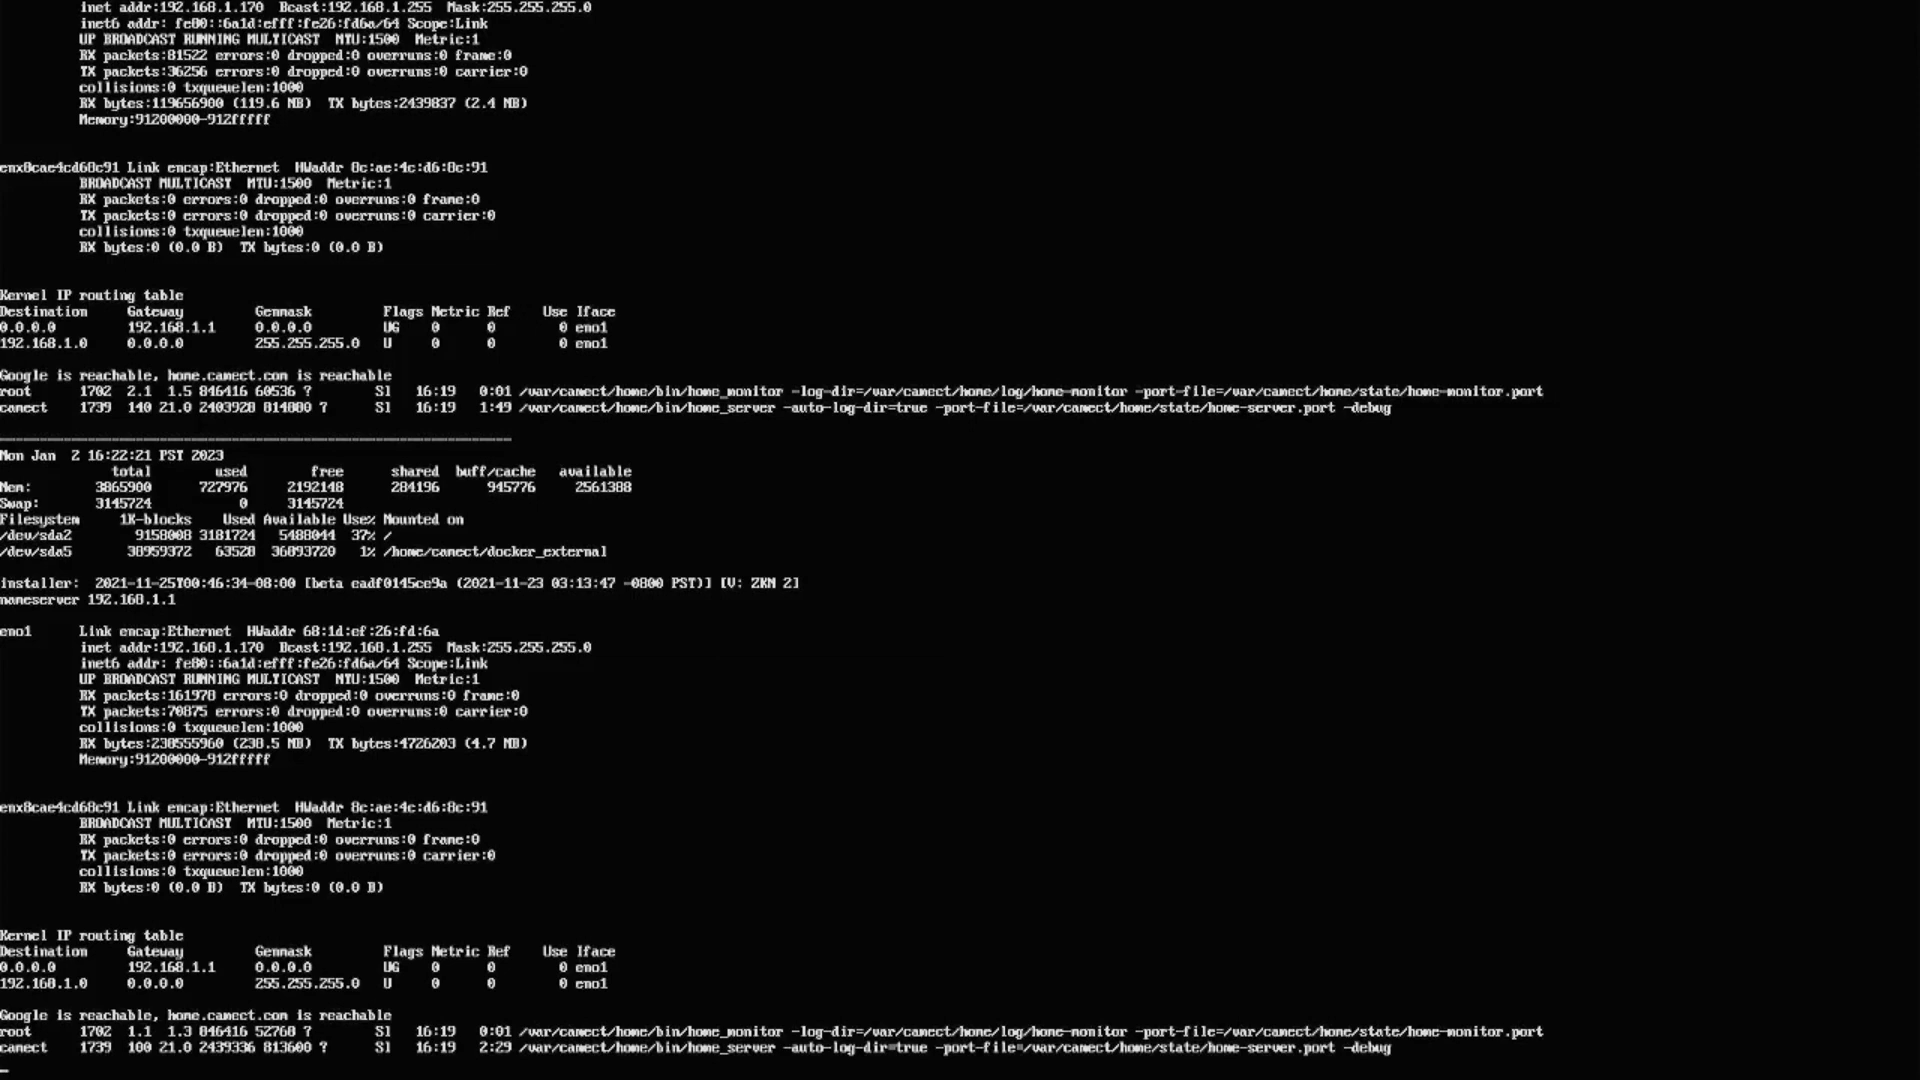 inet addr:192.168.1.170  Bcast:192.168.1.255  Mask:255.255.255.0
inet6 addr: fe80::6a1d:efff:fe26:fd6a/64 Scope:Link
UP BROADCAST RUNNING MULTICAST  MTU:1500  Metric:1
RX packets:81522 errors:0 dropped:0 overruns:0 frame:0
TX packets:36256 errors:0 dropped:0 overruns:0 carrier:0
collisions:0 txqueuelen:1000
RX bytes:119656900 (119.6 MB)  TX bytes:2439837 (2.4 MB)
Memory:91200000-912fffff
enx8cae4cd68c91 Link encap:Ethernet  HWaddr 8c:ae:4c:d6:8c:91
BROADCAST MULTICAST  MTU:1500  Metric:1
RX packets:0 errors:0 dropped:0 overruns:0 frame:0
TX packets:0 errors:0 dropped:0 overruns:0 carrier:0
collisions:0 txqueuelen:1000
RX bytes:0 (0.0 B)  TX bytes:0 (0.0 B)
Kernel IP routing table
Destination     Gateway         Genmask         Flags Metric Ref    Use Iface
0.0.0.0         192.168.1.1     0.0.0.0         UG    0      0        0 eno1
192.168.1.0     0.0.0.0         255.255.255.0   U     0      0        0 eno1
Google is reachable, home.camect.com is reachable
root      1702  2.1  1.5 846416 60536 ?        Sl   16:19   0:01 /var/camect/home/bin/home_monitor -log-dir=/var/camect/home/log/home-monitor -port-file=/var/camect/home/state/home-monitor.port
camect    1739  140 21.0 2403928 814880 ?      Sl   16:19   1:49 /var/camect/home/bin/home_server -auto-log-dir=true -port-file=/var/camect/home/state/home-server.port -debug
================================================================
Mon Jan  2 16:22:21 PST 2023
total        used        free      shared  buff/cache   available
Mem:        3865900      727976     2192148      284196      945776     2561388
Swap:       3145724           0     3145724
Filesystem     1K-blocks    Used Available Use% Mounted on
/dev/sda2        9158008 3181724   5488044  37% /
/dev/sda5       38959372   63528  36893720   1% /home/camect/docker_external
installer:  2021-11-25T00:46:34-08:00 [beta eadf0145ce9a (2021-11-23 03:13:47 -0800 PST)] [V: ZKN 2]
nameserver 192.168.1.1
eno1      Link encap:Ethernet  HWaddr 68:1d:ef:26:fd:6a
inet addr:192.168.1.170  Bcast:192.168.1.255  Mask:255.255.255.0
inet6 addr: fe80::6a1d:efff:fe26:fd6a/64 Scope:Link
UP BROADCAST RUNNING MULTICAST  MTU:1500  Metric:1
RX packets:161978 errors:0 dropped:0 overruns:0 frame:0
TX packets:70875 errors:0 dropped:0 overruns:0 carrier:0
collisions:0 txqueuelen:1000
RX bytes:238555960 (238.5 MB)  TX bytes:4726203 (4.7 MB)
Memory:91200000-912fffff
enx8cae4cd68c91 Link encap:Ethernet  HWaddr 8c:ae:4c:d6:8c:91
BROADCAST MULTICAST  MTU:1500  Metric:1
RX packets:0 errors:0 dropped:0 overruns:0 frame:0
TX packets:0 errors:0 dropped:0 overruns:0 carrier:0
collisions:0 txqueuelen:1000
RX bytes:0 (0.0 B)  TX bytes:0 (0.0 B)
Kernel IP routing table
Destination     Gateway         Genmask         Flags Metric Ref    Use Iface
0.0.0.0         192.168.1.1     0.0.0.0         UG    0      0        0 eno1
192.168.1.0     0.0.0.0         255.255.255.0   U     0      0        0 eno1
Google is reachable, home.camect.com is reachable
root      1702  1.1  1.3 846416 52768 ?        Sl   16:19   0:01 /var/camect/home/bin/home_monitor -log-dir=/var/camect/home/log/home-monitor -port-file=/var/camect/home/state/home-monitor.port
camect    1739  100 21.0 2439336 813600 ?      Sl   16:19   2:29 /var/camect/home/bin/home_server -auto-log-dir=true -port-file=/var/camect/home/state/home-server.port -debug